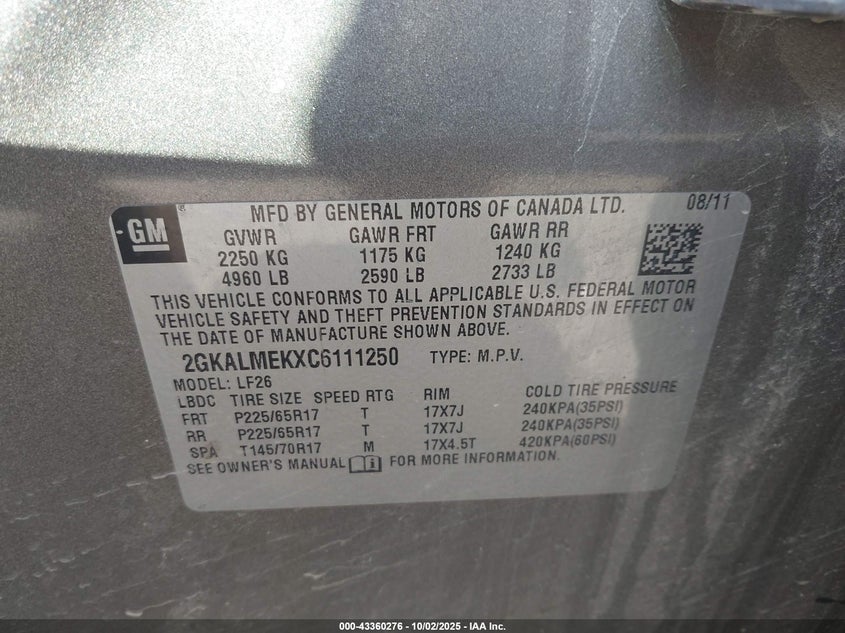 GM
MFD BY GENERAL MOTORS OF CANADA LTD. 08/11
GVWR GAWR FRT GAWR RR
2250 KG 1175 KG 1240 KG
4960 LB 2590 LB 2733 LB
THIS VEHICLE CONFORMS TO ALL APPLICABLE U.S. FEDERAL MOTOR
VEHICLE SAFETY AND THEFT PREVENTION STANDARDS IN EFFECT ON
THE DATE OF MANUFACTURE SHOWN ABOVE.
2GKALMEKXC6111250 TYPE: M.P.V.
MODEL: LF26
LBDC TIRE SIZE SPEED RTG RIM COLD TIRE PRESSURE
FRT P225/65R17 T 17X7J 240KPA(35PSI)
RR P225/65R17 T 17X7J 240KPA(35PSI)
SPA T145/70R17 M 17X4.5T 420KPA(60PSI)
SEE OWNER'S MANUAL FOR MORE INFORMATION.
000-43360276 - 10/02/2025 - IAA Inc.